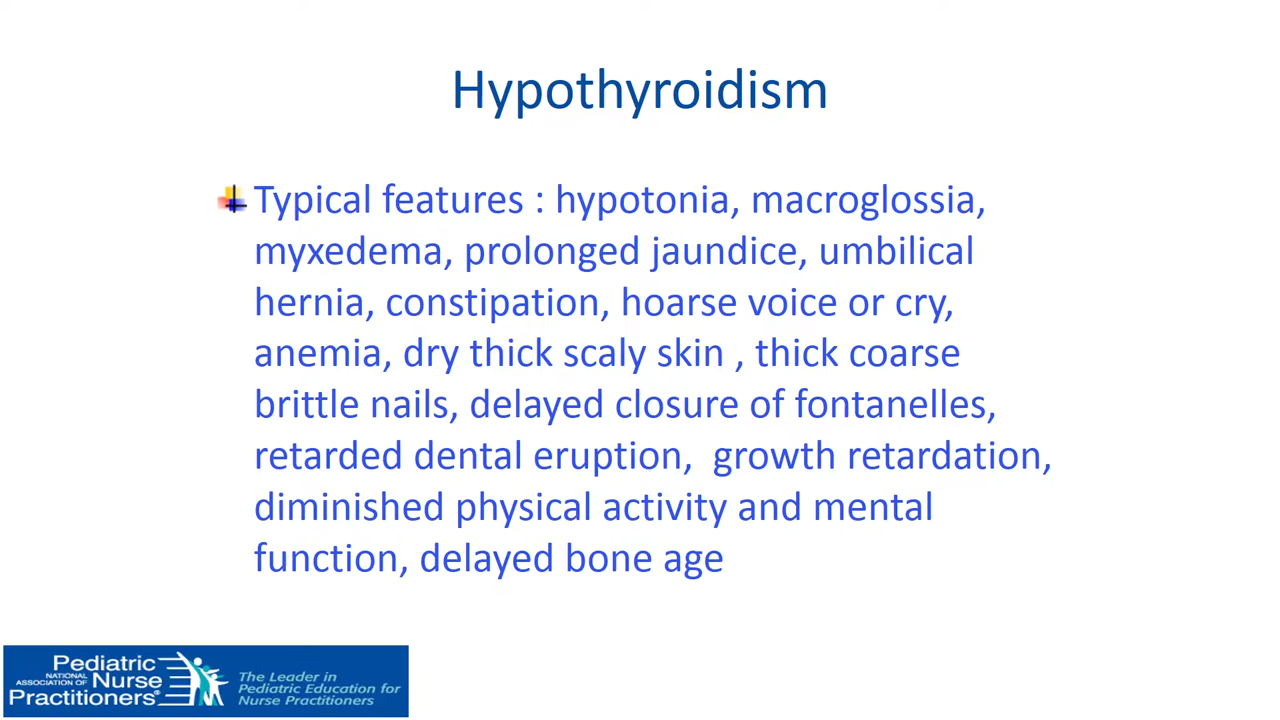 Hypothyroidism
Typical features : hypotonia, macroglossia,
myxedema, prolonged jaundice, umbilical
hernia, constipation, hoarse voice or cry,
anemia, dry thick scaly skin , thick coarse
brittle nails, delayed closure of fontanelles,
retarded dental eruption,  growth retardation,
diminished physical activity and mental
function, delayed bone age
Pediatric
NATIONAL
ASSOCIATION OF Nurse
Practitioners®
The Leader in
Pediatric Education for
Nurse Practitioners